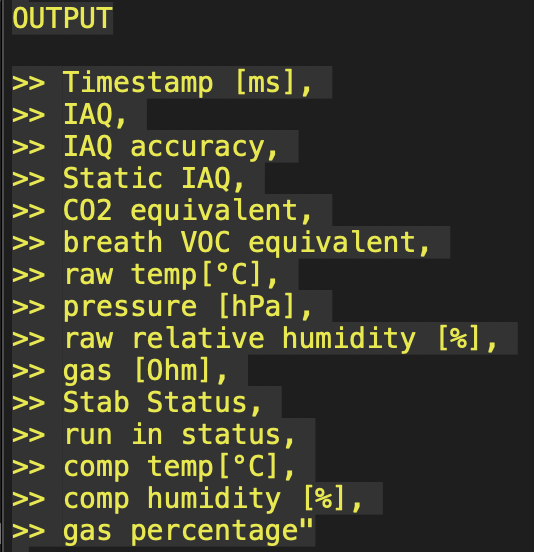 OUTPUT
>> Timestamp [ms],
>> IAQ,
>> IAQ accuracy,
>> Static IAQ,
>> CO2 equivalent,
>> breath VOC equivalent,
>> raw temp[°C],
>> pressure [hPa],
>> raw relative humidity [%],
>> gas [Ohm],
>> Stab Status,
>> run in status,
>> comp temp[°C],
>> comp humidity [%],
>> gas percentage"